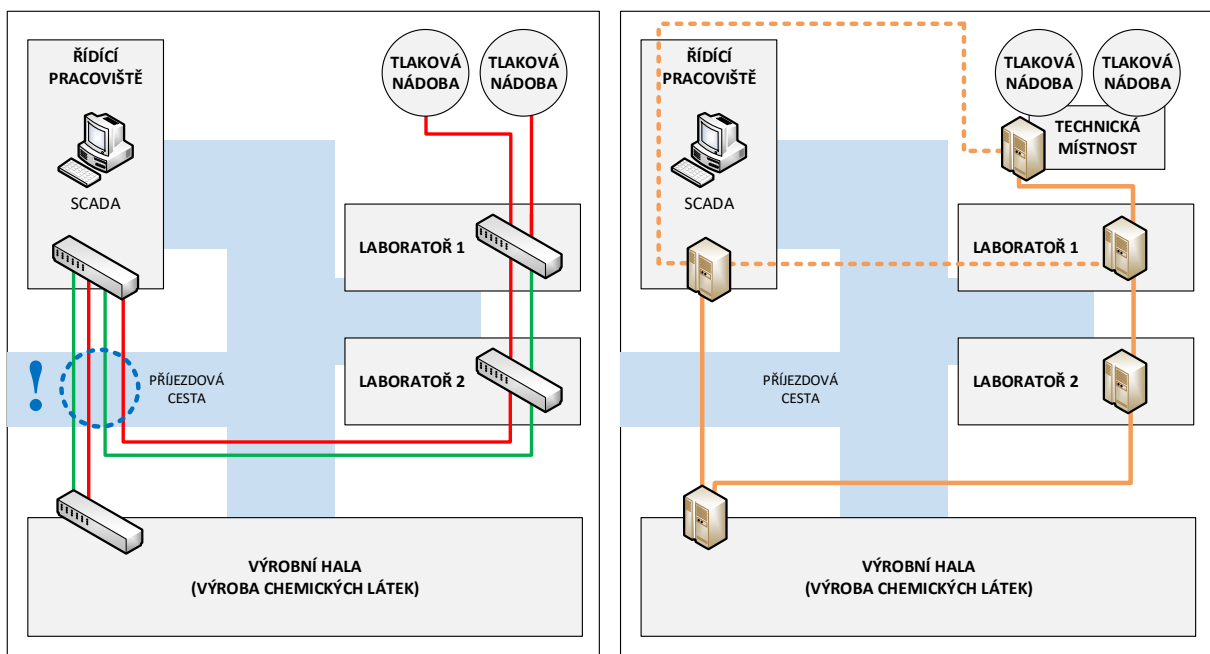 ŘÍDÍCÍ
PRACOVIŠTĚ
SCADA
TLAKOVÁ
NÁDOBA
TLAKOVÁ
NÁDOBA
LABORATOŘ 1
LABORATOŘ 2
!
PŘÍJEZDOVÁ
CESTA
VÝROBNÍ HALA
(VÝROBA CHEMICKÝCH LÁTEK)
ŘÍDÍCÍ
PRACOVIŠTĚ
SCADA
TLAKOVÁ
NÁDOBA
TLAKOVÁ
NÁDOBA
TECHNICKÁ
MÍSTNOST
LABORATOŘ 1
LABORATOŘ 2
PŘÍJEZDOVÁ
CESTA
VÝROBNÍ HALA
(VÝROBA CHEMICKÝCH LÁTEK)